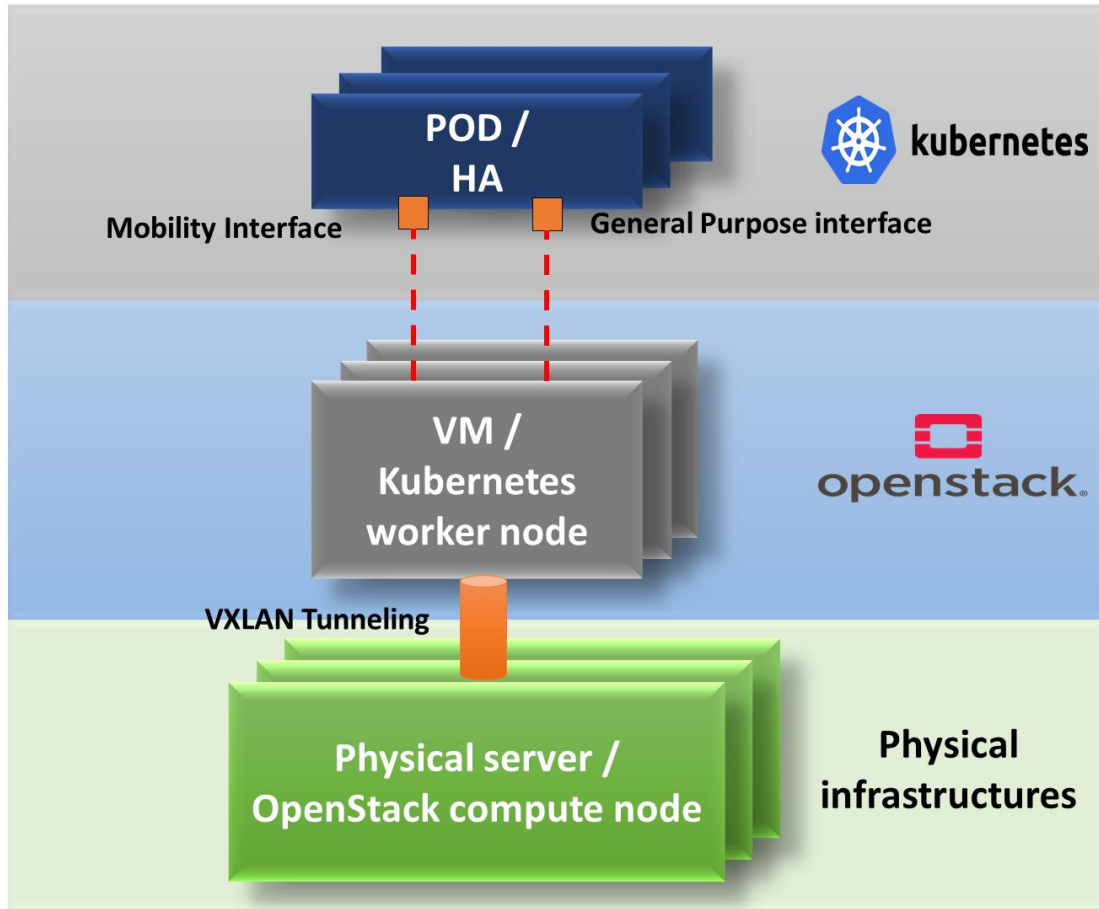 POD /
HA
kubernetes
Mobility Interface
General Purpose interface
VM /
Kubernetes
worker node
openstack®
VXLAN Tunneling
Physical server /
OpenStack compute node
Physical
infrastructures